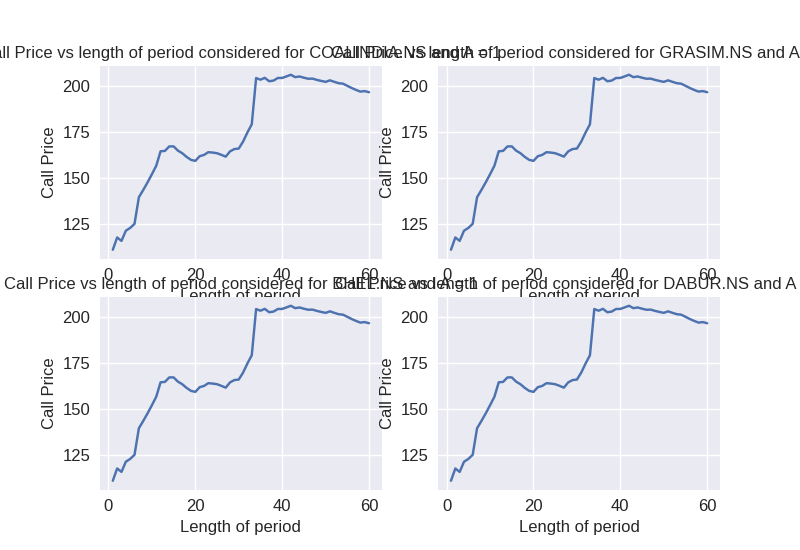 all Price vs length of period considered for COALINDIA.NS and A = 1
Call Price vs length of period considered for GRASIM.NS and A
200
175
150
125
Call Price
0 20 40 60
Length of period
200
175
150
125
Call Price
0 20 40 60
Length of period
Call Price vs length of period considered for BHEL.NS and A = 1
Call Price vs length of period considered for DABUR.NS and A
200
175
150
125
Call Price
0 20 40 60
Length of period
200
175
150
125
Call Price
0 20 40 60
Length of period